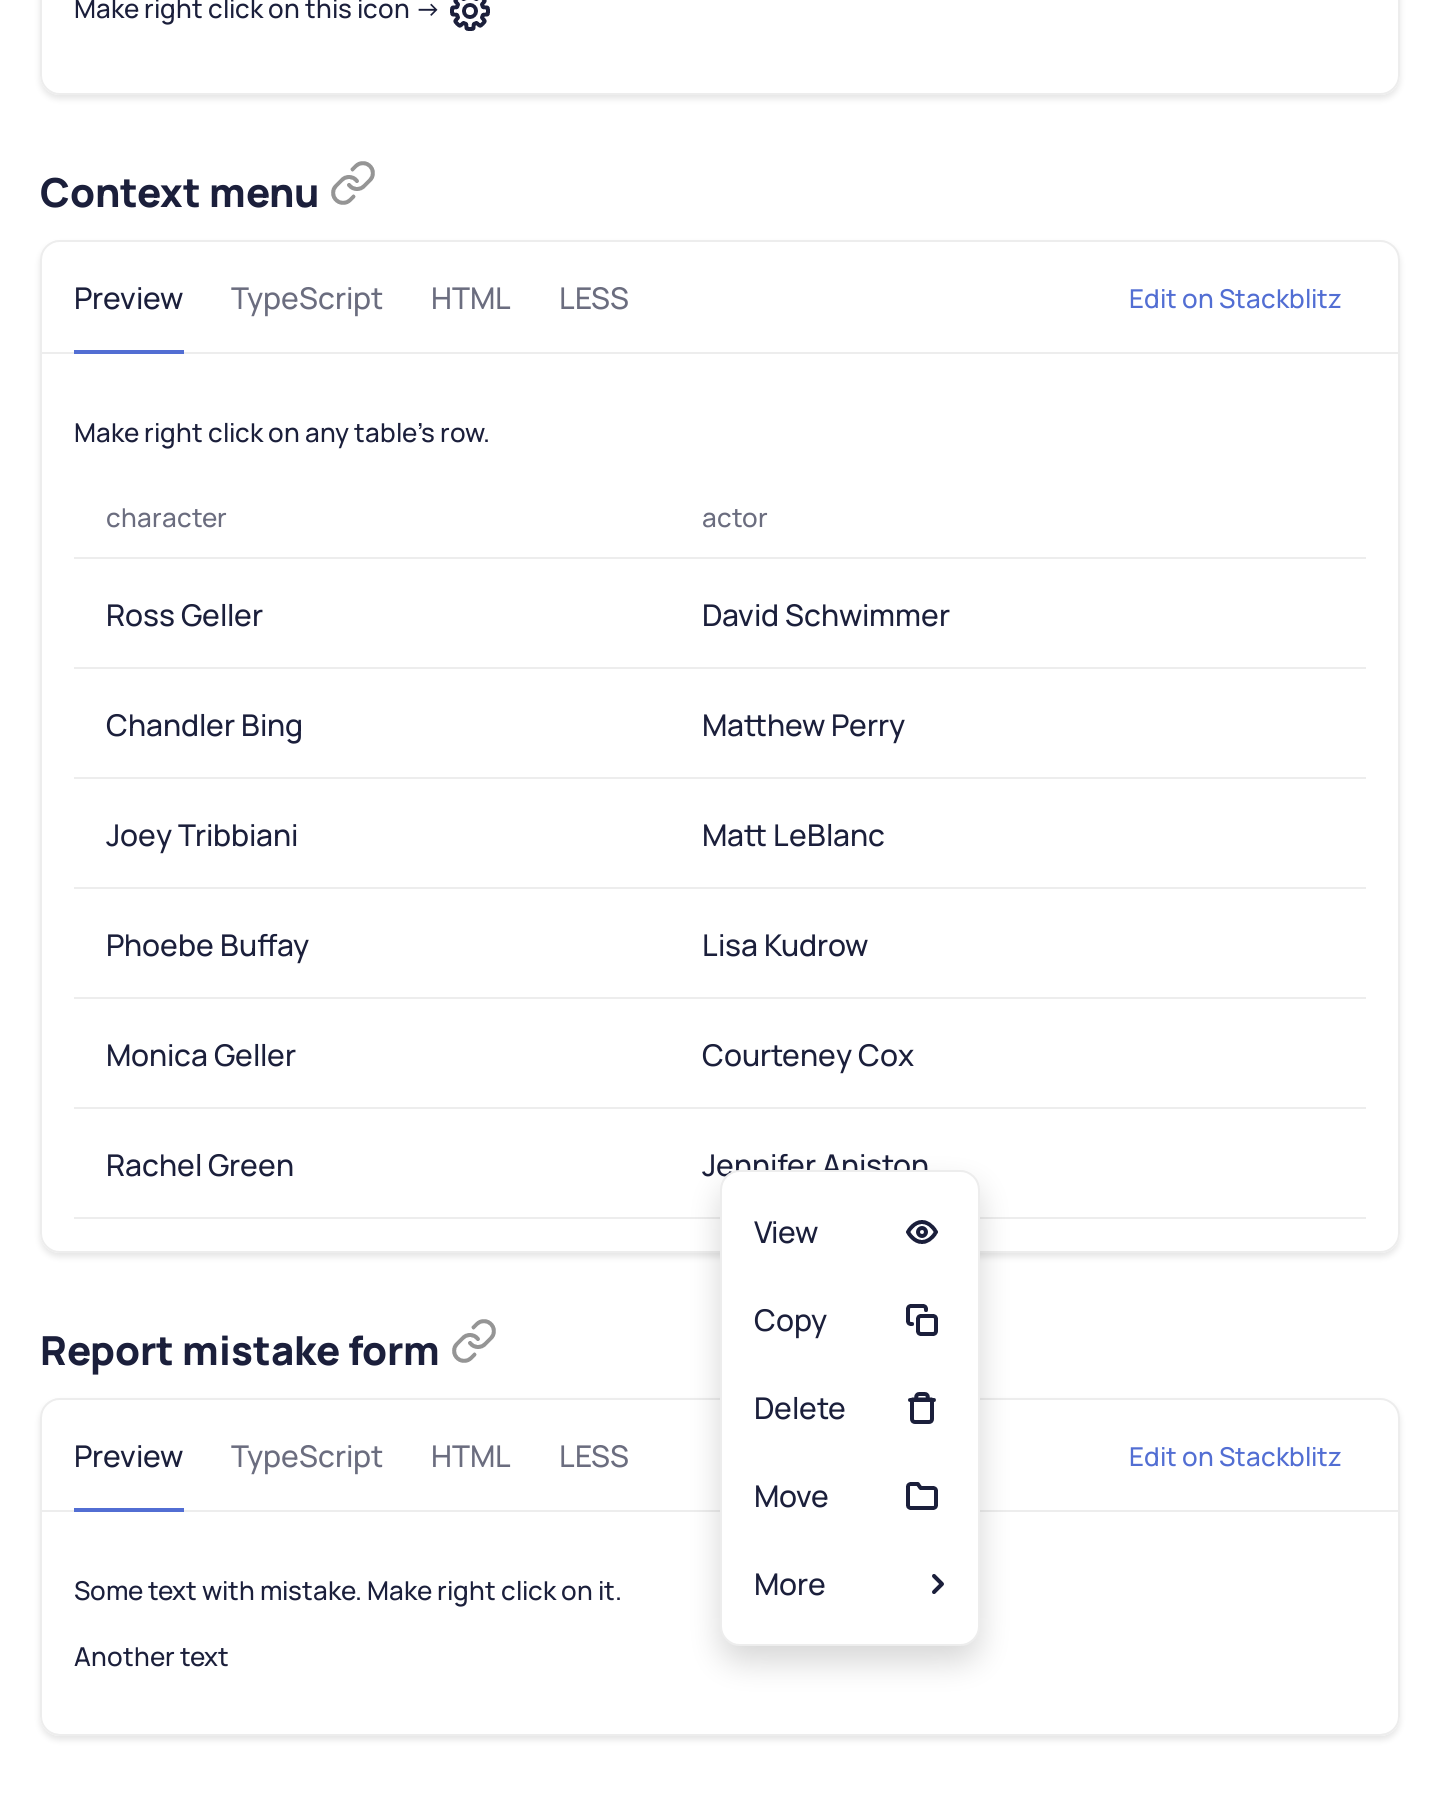 Make right click on this icon →
Context menu
Preview TypeScript HTML LESS Edit on Stackblitz
Make right click on any table's row.
character actor
Ross Geller David Schwimmer
Chandler Bing Matthew Perry
Joey Tribbiani Matt LeBlanc
Phoebe Buffay Lisa Kudrow
Monica Geller Courteney Cox
Rachel Green Jennifer Aniston
View
Copy
Delete
Move
More
Report mistake form
Preview TypeScript HTML LESS Edit on Stackblitz
Some text with mistake. Make right click on it.
Another text